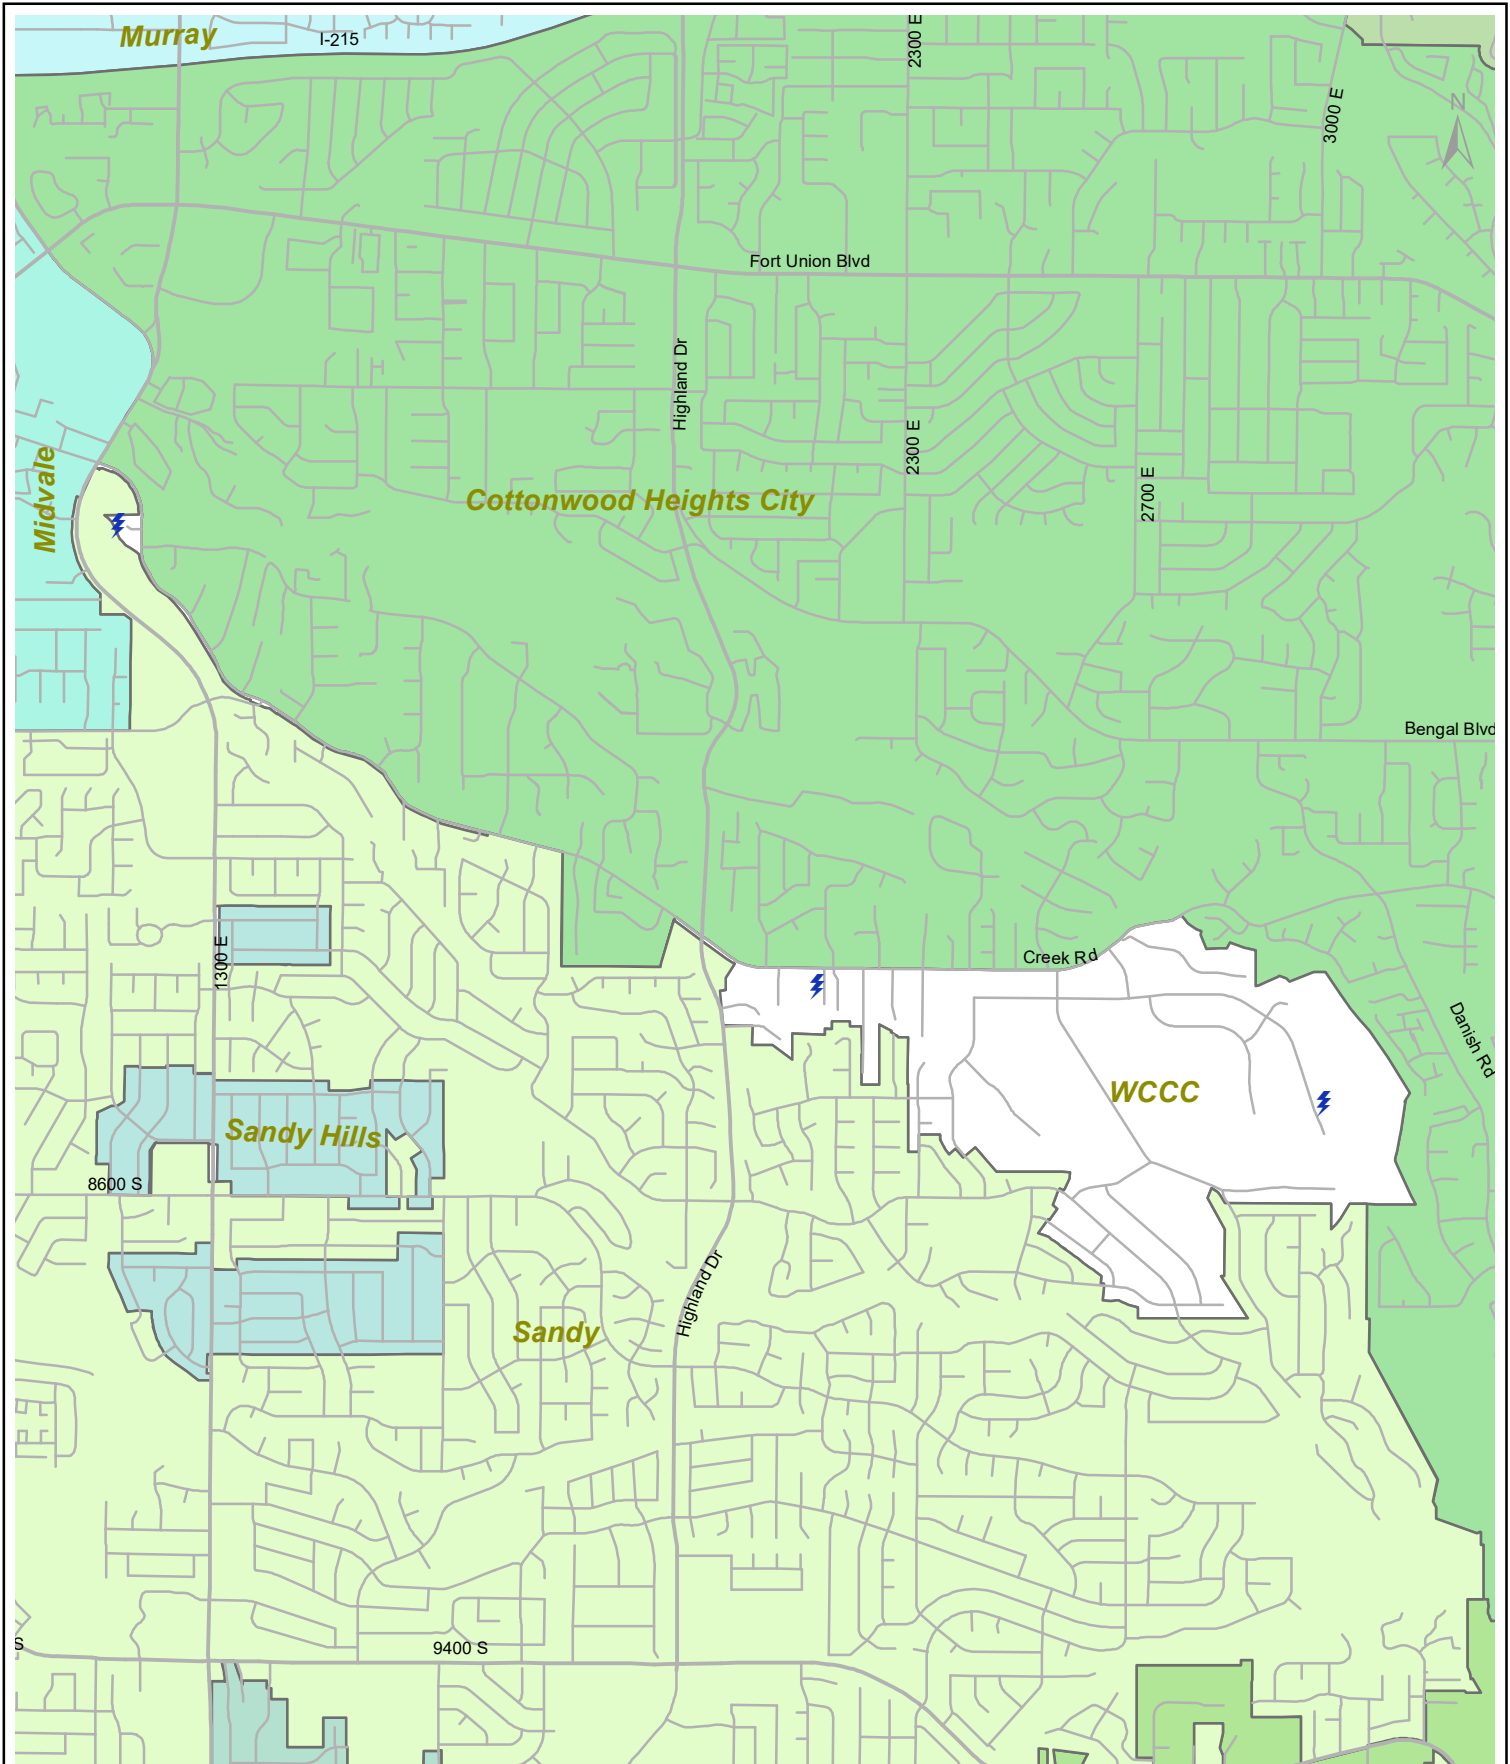 Murray
I-215
2300 E
3000 E
N
Fort Union Blvd
Highland Dr
2300 E
2700 E
Midvale
Cottonwood Heights City
Bengal Blvd
1300 E
Creek Rd
Danish Rd
WCCC
Sandy Hills
8600 S
Highland Dr
Sandy
9400 S
S